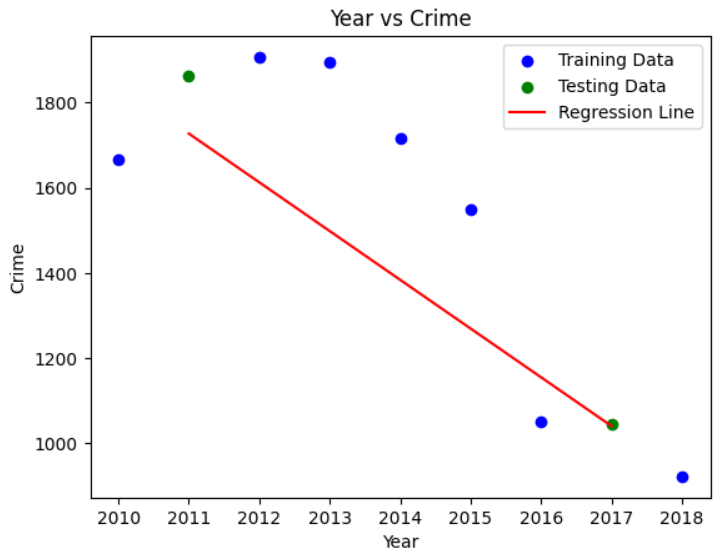 Year vs Crime
Training Data
Testing Data
Regression Line
Crime
1800
1600
1400
1200
1000
2010 2011 2012 2013 2014 2015 2016 2017 2018
Year